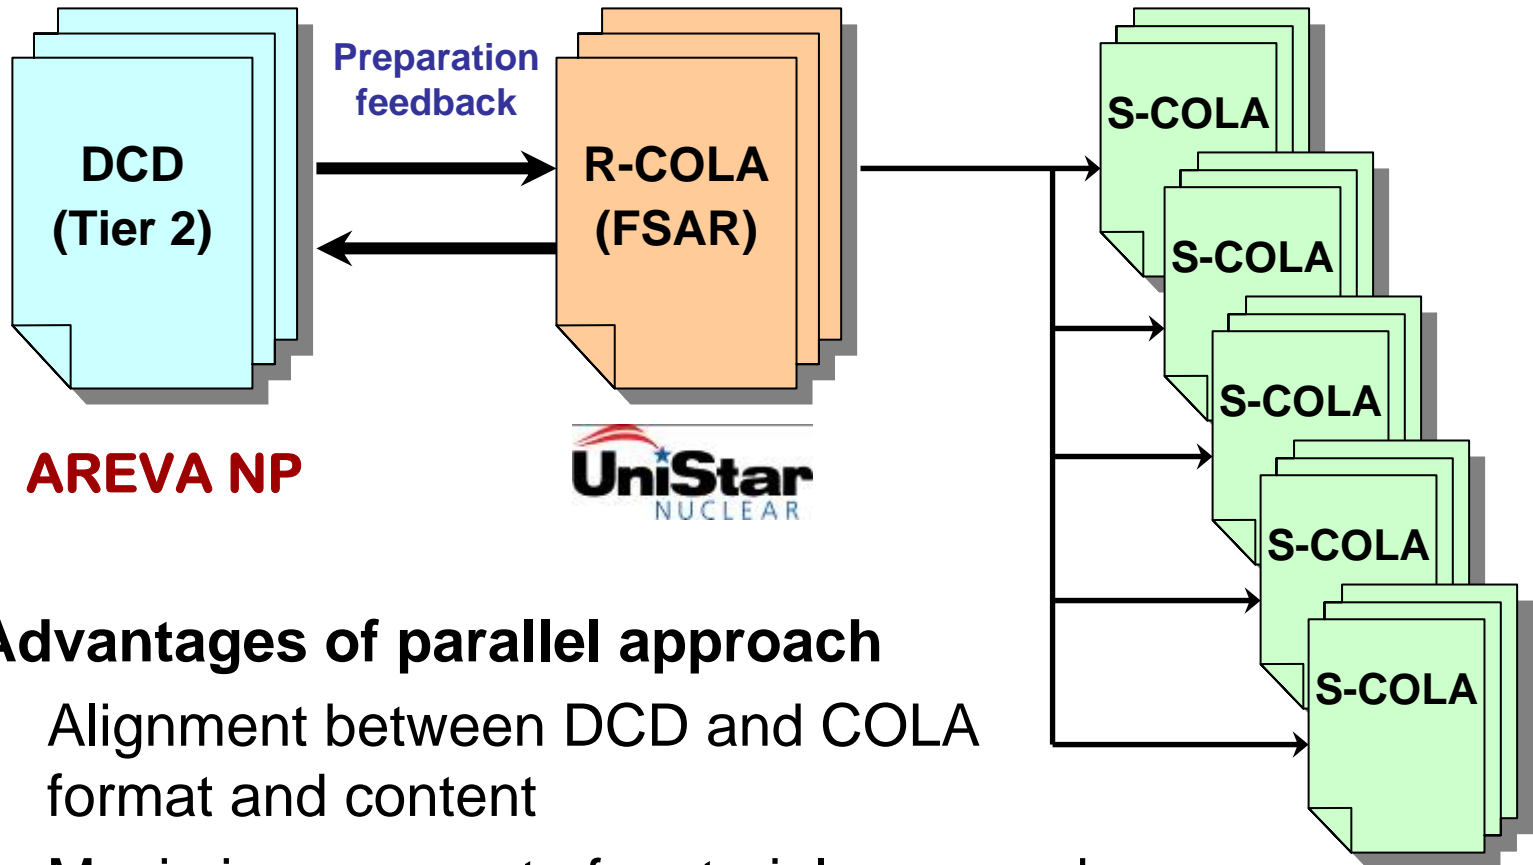 Preparation
feedback
DCD
(Tier 2)
R-COLA
(FSAR)
S-COLA
S-COLA
S-COLA
S-COLA
S-COLA
AREVA NP
UniStar
NUCLEAR
Advantages of parallel approach
Alignment between DCD and COLA
format and content